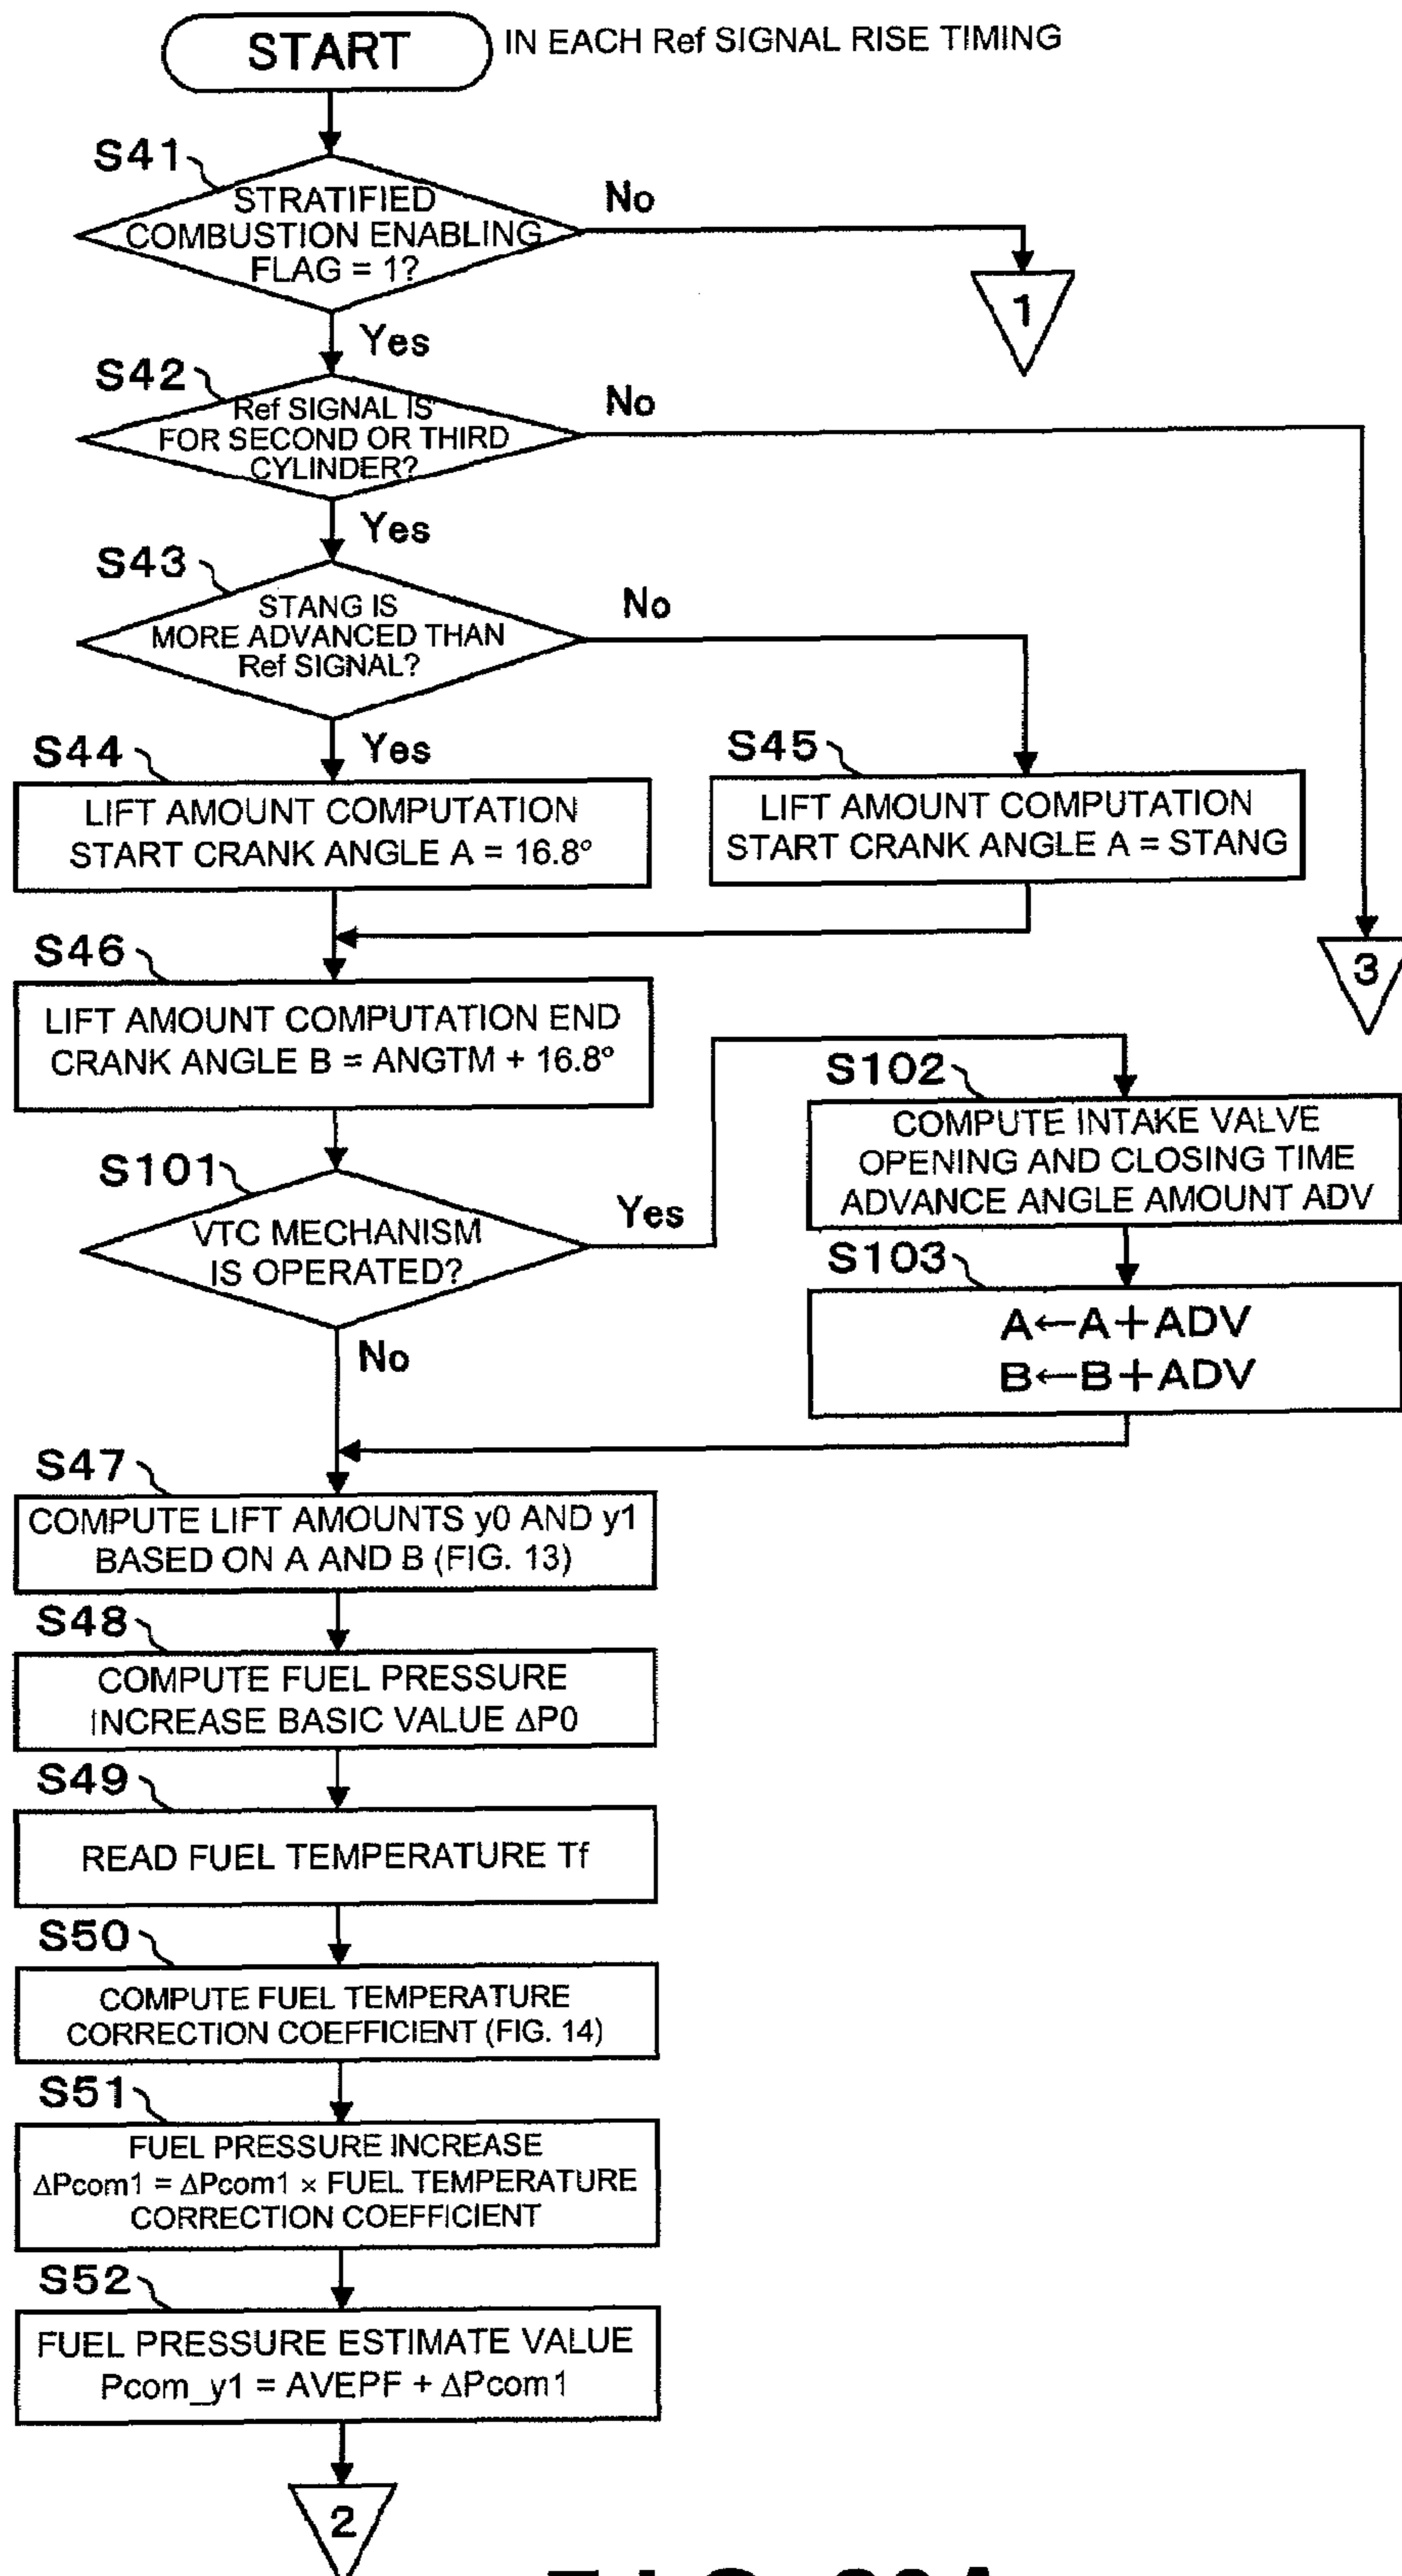 START
IN EACH Ref SIGNAL RISE TIMING
S41
STRATIFIED
COMBUSTION ENABLING
FLAG = 1?
No
1
Yes
S42
Ref SIGNAL IS
FOR SECOND OR THIRD
CYLINDER?
No
Yes
S43
STANG IS
MORE ADVANCED THAN
Ref SIGNAL?
No
Yes
S44
LIFT AMOUNT COMPUTATION
START CRANK ANGLE A = 16.8°
S45
LIFT AMOUNT COMPUTATION
START CRANK ANGLE A = STANG
3
S46
LIFT AMOUNT COMPUTATION END
CRANK ANGLE B = ANGTM + 16.8°
S101
VTC MECHANISM
IS OPERATED?
Yes
S102
COMPUTE INTAKE VALVE
OPENING AND CLOSING TIME
ADVANCE ANGLE AMOUNT ADV
S103
A←A+ADV
B←B+ADV
No
S47
COMPUTE LIFT AMOUNTS y0 AND y1
BASED ON A AND B (FIG. 13)
S48
COMPUTE FUEL PRESSURE
INCREASE BASIC VALUE ΔP0
S49
READ FUEL TEMPERATURE Tf
S50
COMPUTE FUEL TEMPERATURE
CORRECTION COEFFICIENT (FIG. 14)
S51
FUEL PRESSURE INCREASE
ΔPcom1 = ΔPcom1 × FUEL TEMPERATURE
CORRECTION COEFFICIENT
S52
FUEL PRESSURE ESTIMATE VALUE
Pcom_y1 = AVEPF + ΔPcom1
2